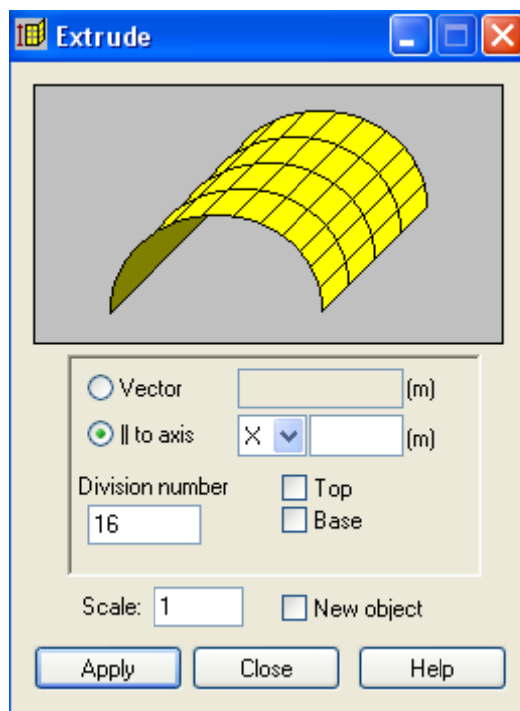 Extrude
Vector (m)
|| to axis X (m)
Division number Top
16 Base
Scale: 1 New object
Apply Close Help